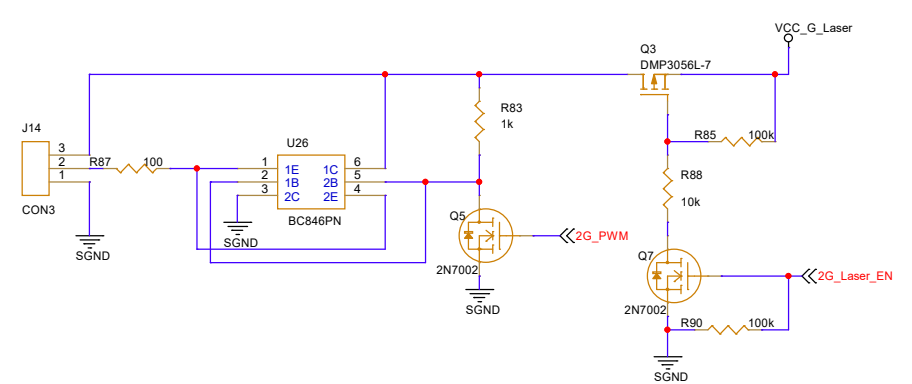 VCC_G_Laser
Q3
DMP3056L-7
J14
3
2
1
CON3
R87
100
SGND
U26
1
2
3
1E
1B
2C
1C
2B
2E
6
5
4
BC846PN
SGND
R83
1k
Q5
2N7002
2G_PWM
SGND
R85
100k
R88
10k
Q7
2N7002
2G_Laser_EN
R90
100k
SGND